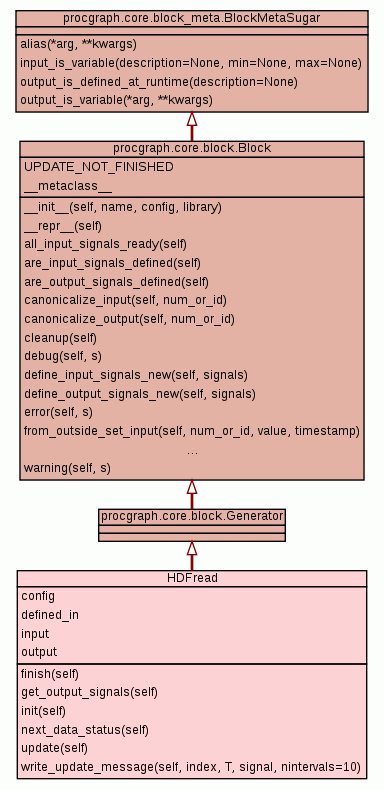 procgraph.core.block_meta.BlockMetaSugar
alias(*arg, **kwargs)
input_is_variable(description=None, min=None, max=None)
output_is_defined_at_runtime(description=None)
output_is_variable(*arg, **kwargs)
procgraph.core.block.Block
UPDATE_NOT_FINISHED
__metaclass__
__init__(self, name, config, library)
__repr__(self)
all_input_signals_ready(self)
are_input_signals_defined(self)
are_output_signals_defined(self)
canonicalize_input(self, num_or_id)
canonicalize_output(self, num_or_id)
cleanup(self)
debug(self, s)
define_input_signals_new(self, signals)
define_output_signals_new(self, signals)
error(self, s)
from_outside_set_input(self, num_or_id, value, timestamp)
...
warning(self, s)
procgraph.core.block.Generator
HDFread
config
defined_in
input
output
finish(self)
get_output_signals(self)
init(self)
next_data_status(self)
update(self)
write_update_message(self, index, T, signal, nintervals=10)